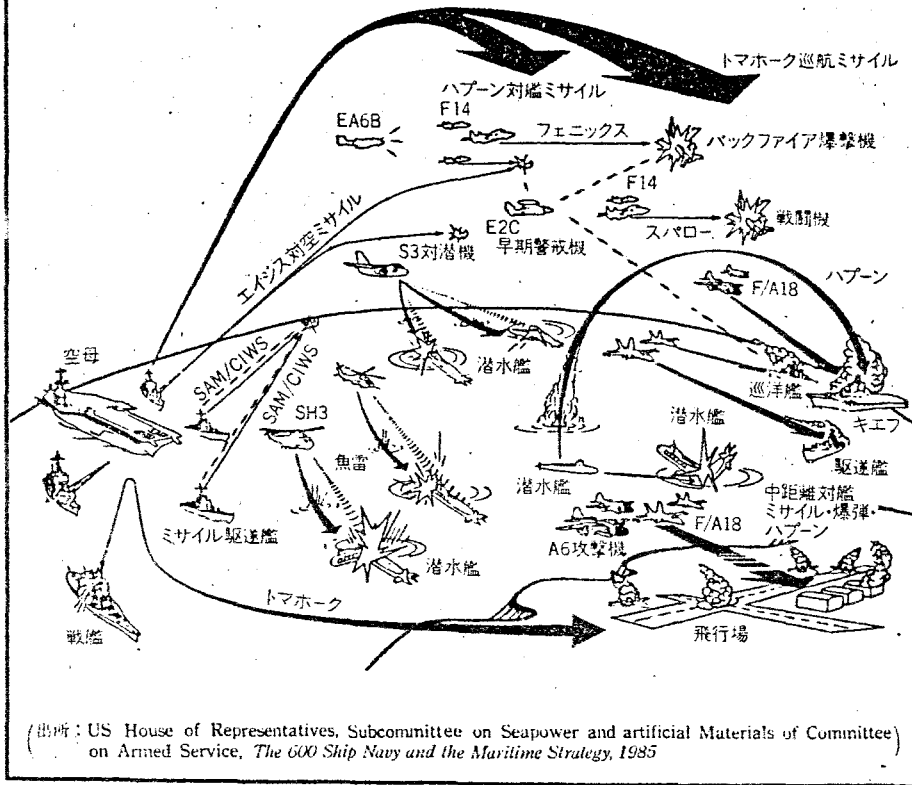 トマホーク巡航ミサイル
ハプーン対艦ミサイル
EA6B
F14
フェニックス
バックファイア爆撃機
F14
E2C
早期警戒機
スパロー
戦闘機
エイジス対空ミサイル
S3対潜機
ハプーン
F/A18
空母
SAM/CIWS
SAM/CIWS
潜水艦
巡洋艦
キエフ
SH3
魚雷
潜水艦
潜水艦
駆逐艦
ミサイル駆逐艦
潜水艦
A6攻撃機
F/A18
中距離対艦
ミサイル・爆弾・
ハプーン
トマホーク
戦艦
飛行場
(出所: US House of Representatives, Subcommittee on Seapower and artificial Materials of Committee
on Armed Service, The 600 Ship Navy and the Maritime Strategy, 1985)